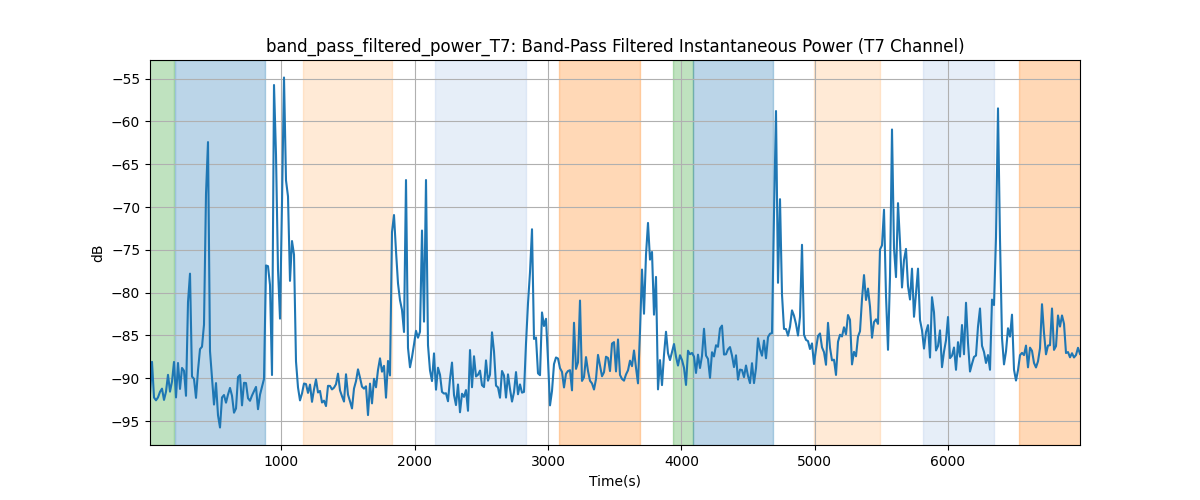 band_pass_filtered_power_T7: Band-Pass Filtered Instantaneous Power (T7 Channel)
−55
−60
−65
−70
−75
−80
−85
−90
−95
dB
1000 2000 3000 4000 5000 6000
Time(s)